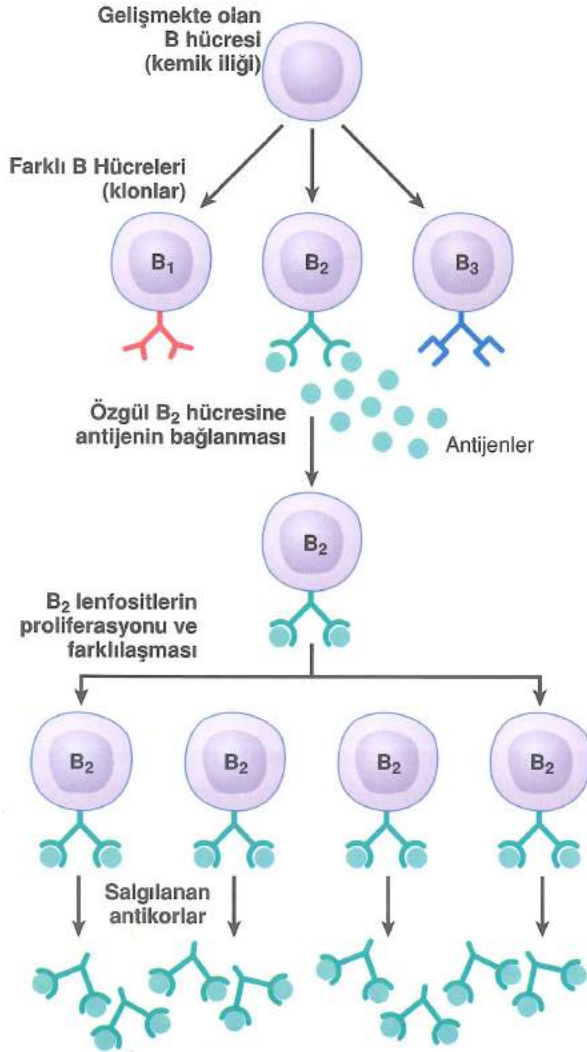 Gelişmekte olan
B hücresi
(kemik iliği)
Farklı B Hücreleri
(klonlar)
B₁
B₂
B₃
Özgül B₂ hücresine
antijenin bağlanması
Antijenler
B₂
B₂ lenfositlerin
proliferasyonu ve
farklılaşması
B₂
B₂
B₂
B₂
Salgılanan
antikorlar